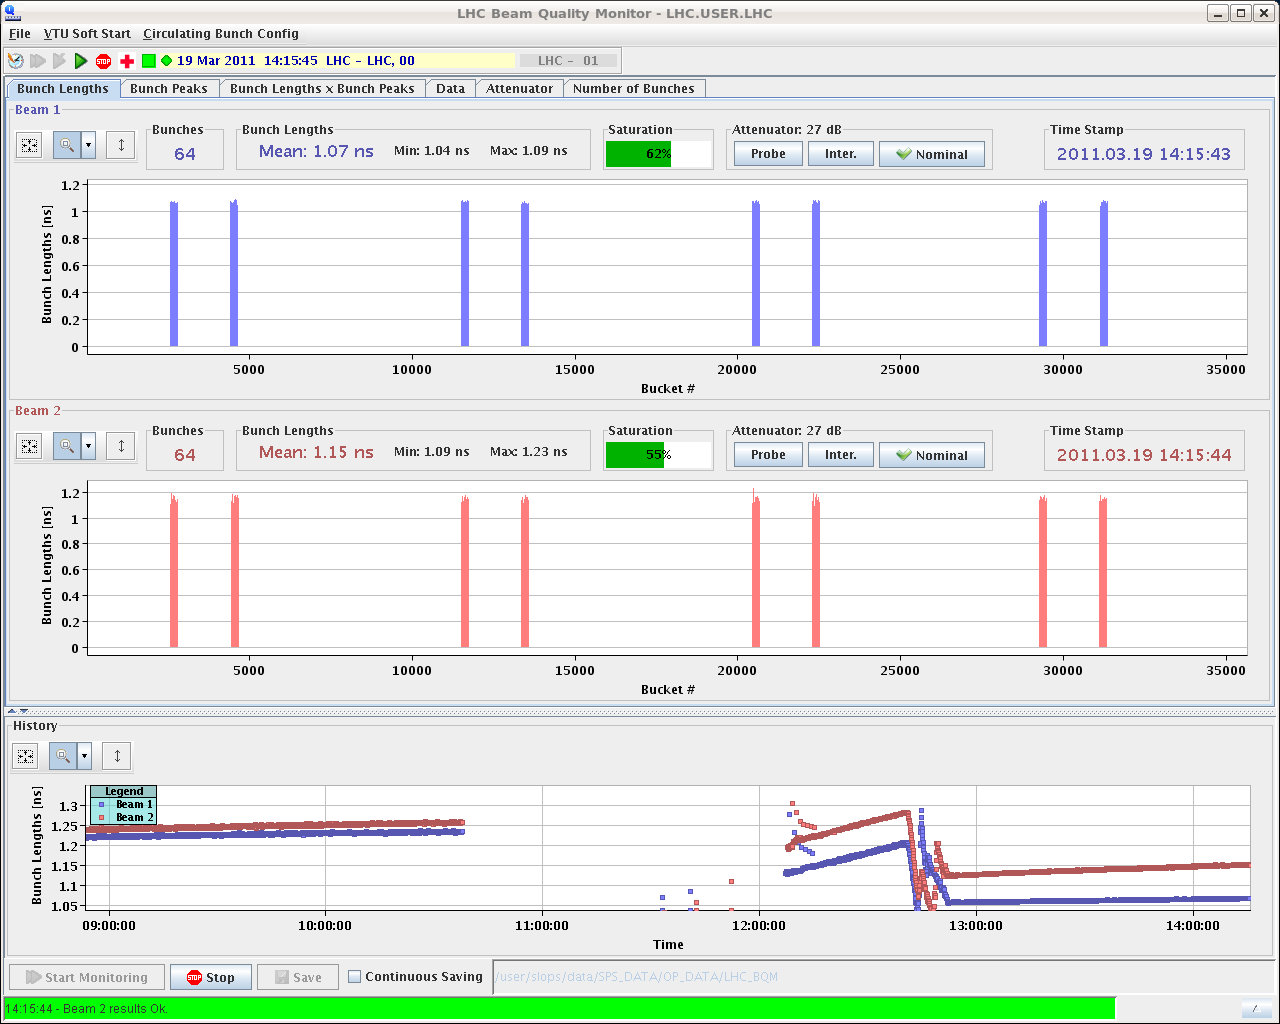 LHC Beam Quality Monitor - LHC.USER.LHC
File VTU Soft Start Circulating Bunch Config
STOP 19 Mar 2011 14:15:45 LHC - LHC, 00 LHC - 01
Bunch Lengths Bunch Peaks Bunch Lengths x Bunch Peaks Data Attenuator Number of Bunches
Beam 1
Bunches Bunch Lengths Saturation Attenuator: 27 dB Time Stamp
64 Mean: 1.07 ns Min: 1.04 ns Max: 1.09 ns 62% Probe Inter. Nominal 2011.03.19 14:15:43
Bunch Lengths [ns]
1.2
1
0.8
0.6
0.4
0.2
0
5000 10000 15000 20000 25000 30000 35000
Bucket #
Beam 2
Bunches Bunch Lengths Saturation Attenuator: 27 dB Time Stamp
64 Mean: 1.15 ns Min: 1.09 ns Max: 1.23 ns 55% Probe Inter. Nominal 2011.03.19 14:15:44
Bunch Lengths [ns]
1.2
1
0.8
0.6
0.4
0.2
0
5000 10000 15000 20000 25000 30000 35000
Bucket #
History
Bunch Lengths [ns]
Legend
Beam 1
Beam 2
1.3
1.25
1.2
1.15
1.1
1.05
09:00:00 10:00:00 11:00:00 12:00:00 13:00:00 14:00:00
Time
Start Monitoring STOP Stop Save Continuous Saving /user/slops/data/SPS_DATA/OP_DATA/LHC_BQM
14:15:44 - Beam 2 results Ok.